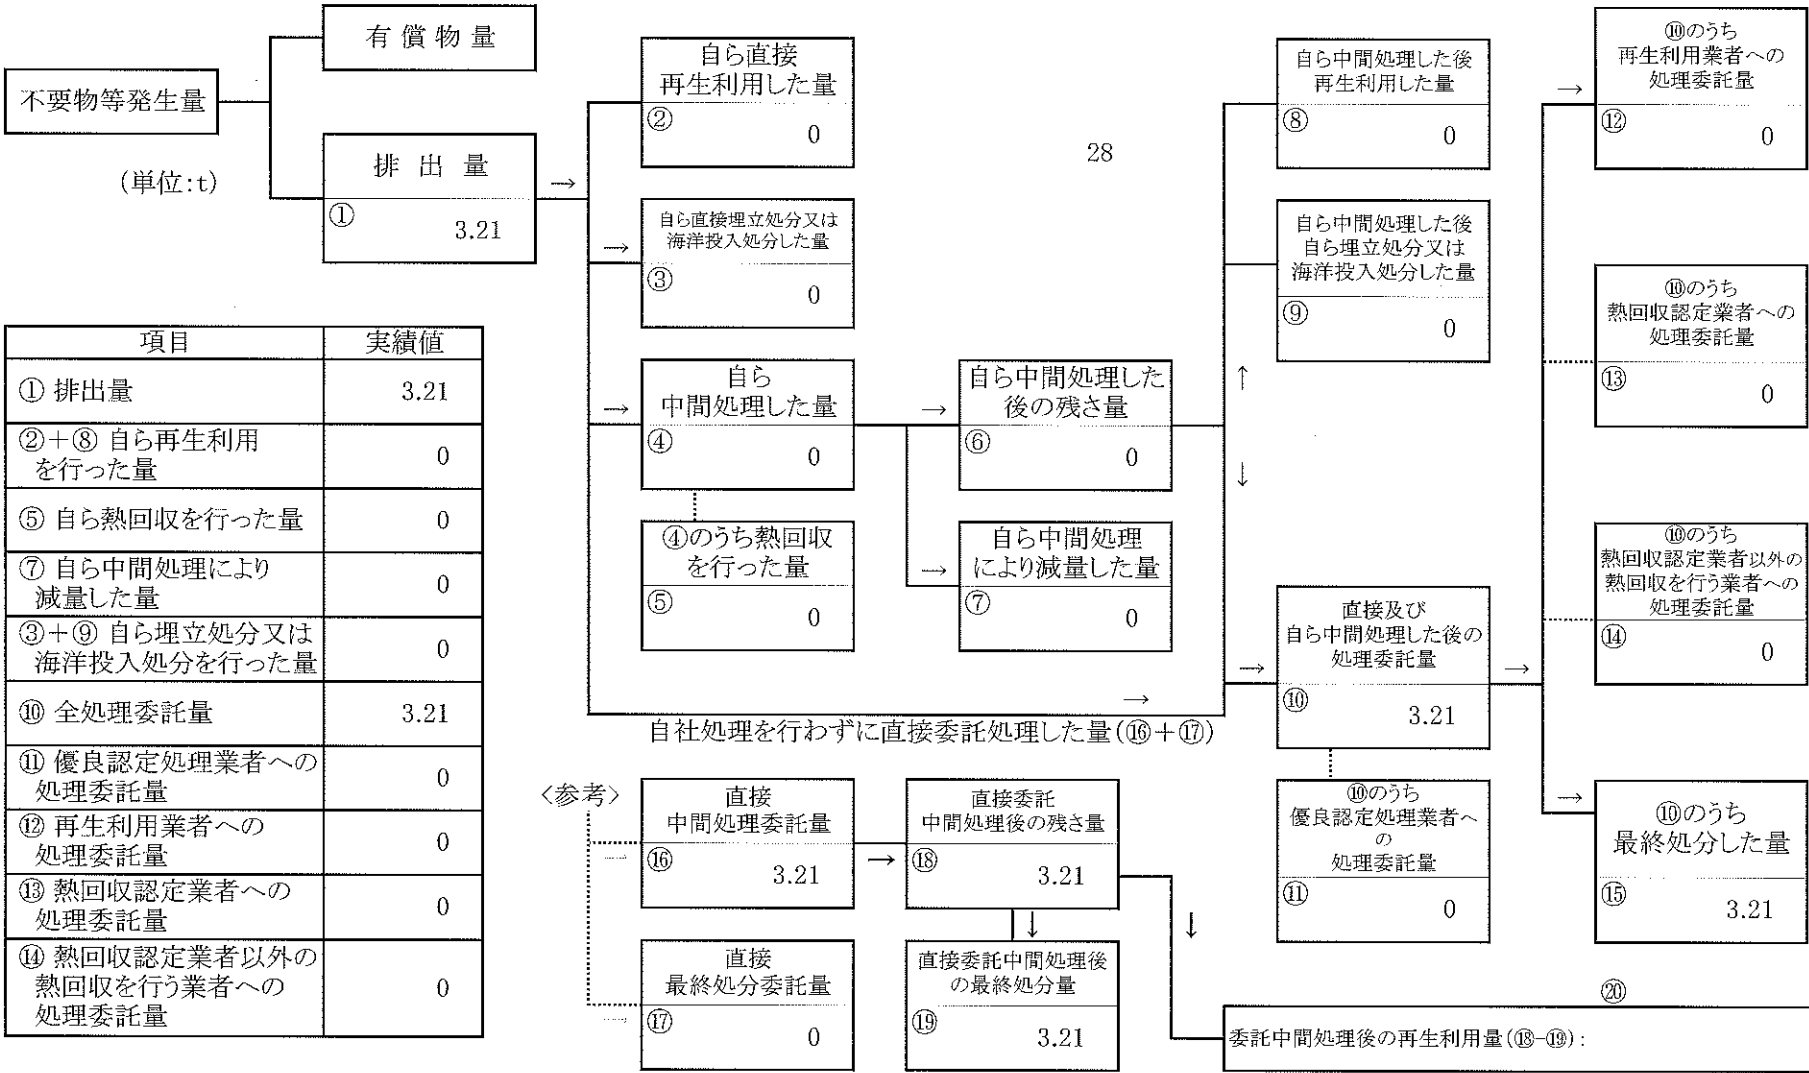 有 償 物 量
不要物等発生量
(単位:t)
排 出 量
①
3.21
自ら直接
再生利用した量
②
0
自ら直接埋立処分又は
海洋投入処分した量
③
0
自ら
中間処理した量
④
0
④のうち熱回収
を行った量
⑤
0
自ら中間処理した
後の残さ量
⑥
0
自ら中間処理
により減量した量
⑦
0
28
自ら中間処理した後
再生利用した量
⑧
0
自ら中間処理した後
自ら埋立処分又は
海洋投入処分した量
⑨
0
直接及び
自ら中間処理した後の
処理委託量
⑩
3.21
⑩のうち
優良認定処理業者へ
の
処理委託量
⑪
0
⑩のうち
再生利用業者への
処理委託量
⑫
0
⑩のうち
熱回収認定業者への
処理委託量
⑬
0
⑩のうち
熱回収認定業者以外の
熱回収を行う業者への
処理委託量
⑭
0
⑩のうち
最終処分した量
⑮
3.21
自社処理を行わずに直接委託処理した量(⑯+⑰)
<参考>
直接
中間処理委託量
⑯
3.21
直接
最終処分委託量
⑰
0
直接委託
中間処理後の残さ量
⑱
3.21
直接委託中間処理後
の最終処分量
⑲
3.21
⑳
委託中間処理後の再生利用量(⑱-⑲):
項目 実績値
① 排出量 3.21
②+⑧ 自ら再生利用
を行った量 0
⑤ 自ら熱回収を行った量 0
⑦ 自ら中間処理により
減量した量 0
③+⑨ 自ら埋立処分又は
海洋投入処分を行った量 0
⑩ 全処理委託量 3.21
⑪ 優良認定処理業者への
処理委託量 0
⑫ 再生利用業者への
処理委託量 0
⑬ 熱回収認定業者への
処理委託量 0
⑭ 熱回収認定業者以外の
熱回収を行う業者への
処理委託量 0